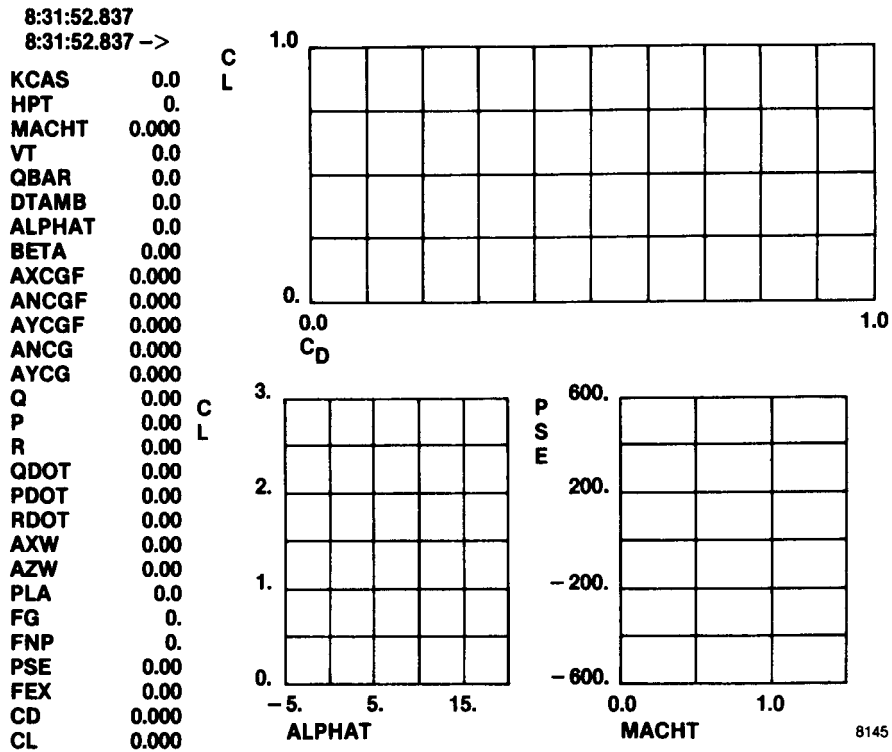 8:31:52.837
8:31:52.837 ->
KCAS 0.0
HPT 0.
MACHT 0.000
VT 0.0
QBAR 0.0
DTAMB 0.0
ALPHAT 0.0
BETA 0.00
AXCGF 0.000
ANCGF 0.000
AYCGF 0.000
ANCG 0.000
AYCG 0.000
Q 0.00
P 0.00
R 0.00
QDOT 0.00
PDOT 0.00
RDOT 0.00
AXW 0.00
AZW 0.00
PLA 0.0
FG 0.
FNP 0.
PSE 0.00
FEX 0.00
CD 0.000
CL 0.000
C
L
1.0
0.
0.0 1.0
CD
C
L
3.
2.
1.
0.
-5. 5. 15.
ALPHAT
P
S
E
600.
200.
-200.
-600.
0.0 1.0
MACHT
8145